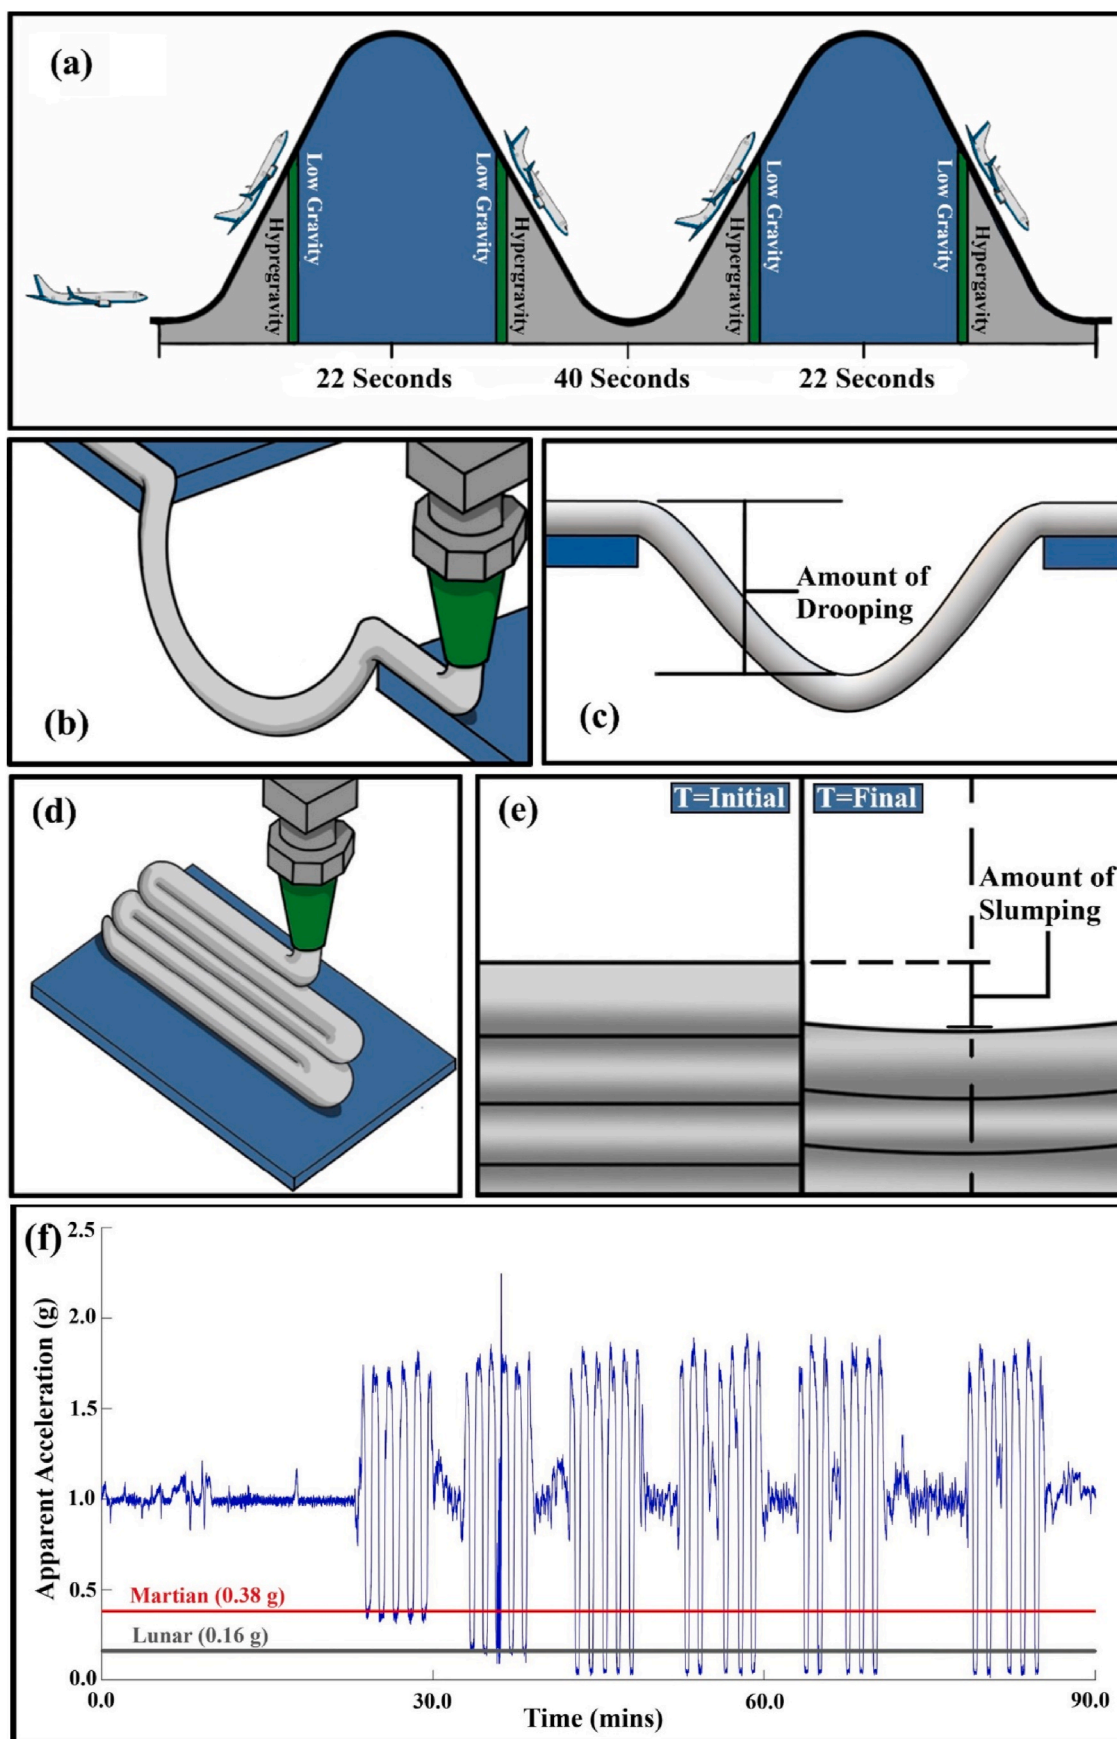 (a)
Hypregravity
Low Gravity
Low Gravity
Hypergravity
Hypergravity
Low Gravity
Low Gravity
Hypergavity
22 Seconds
40 Seconds
22 Seconds
(b)
Amount of
Drooping
(c)
(d)
(e)
T=Initial
T=Final
Amount of
Slumping
(f)
2.5
2.0
1.5
1.0
0.5
0.0
Apparent Acceleration (g)
Martian (0.38 g)
Lunar (0.16 g)
0.0
30.0
60.0
90.0
Time (mins)